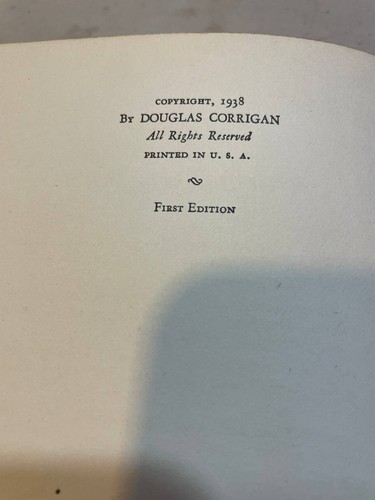 COPYRIGHT, 1938
BY DOUGLAS CORRIGAN
All Rights Reserved
PRINTED IN U. S. A.
FIRST EDITION